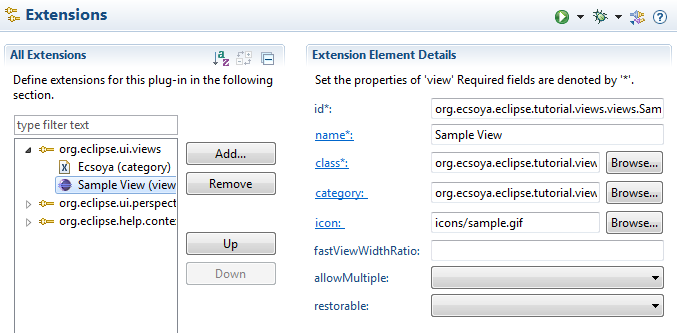 Extensions
All Extensions
Define extensions for this plug-in in the following
section.
type filter text
org.eclipse.ui.views
Ecsoya (category)
Sample View (view
org.eclipse.ui.perspect
org.eclipse.help.conte
Add...
Remove
Up
Down
Extension Element Details
Set the properties of 'view' Required fields are denoted by '*'.
id*: org.ecsoya.eclipse.tutorial.views.views.Sam
name*: Sample View
class*: org.ecsoya.eclipse.tutorial.view Browse...
category: org.ecsoya.eclipse.tutorial.view Browse...
icon: icons/sample.gif Browse...
fastViewWidthRatio:
allowMultiple:
restorable: